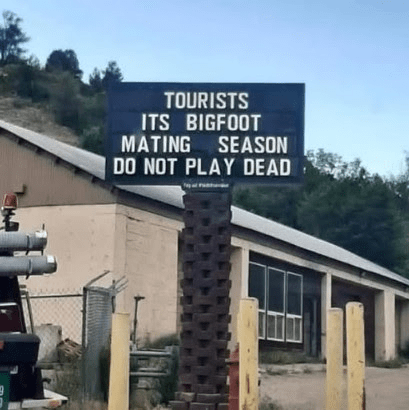 TOURISTS
ITS BIGFOOT
MATING SEASON
DO NOT PLAY DEAD